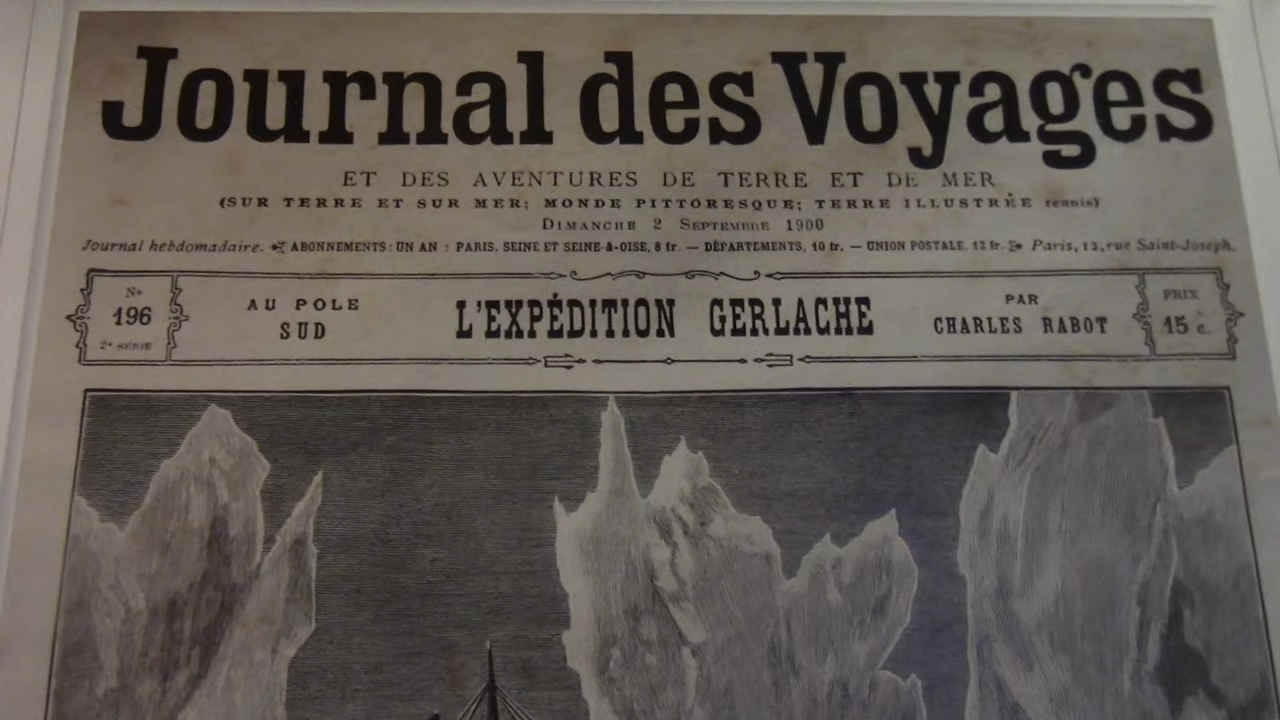 Journal des Voyages
ET DES AVENTURES DE TERRE ET DE MER
(SUR TERRE ET SUR MER; MONDE PITTORESQUE; TERRE ILLUSTRÉE réunis)
DIMANCHE 2 SEPTEMBRE 1900
Journal hebdomadaire. ABONNEMENTS: UN AN : PARIS, SEINE ET SEINE-&-OISE, 8 fr. — DÉPARTEMENTS, 10 fr. — UNION POSTALE, 12 fr. Paris, 12, rue Saint-Joseph.
No
196
2e SÉRIE
AU POLE
SUD
L'EXPÉDITION GERLACHE
PAR
CHARLES RABOT
PRIX
15 c.